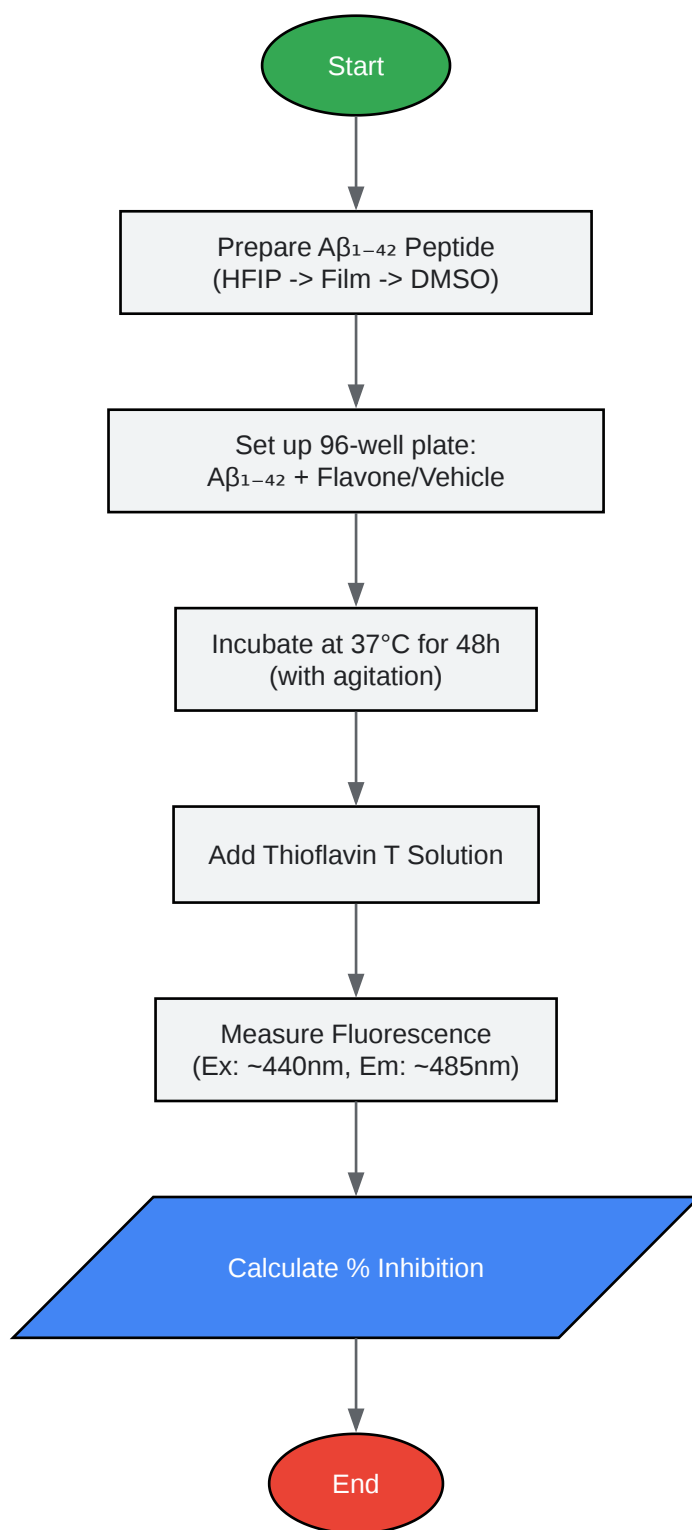 Start
Prepare Aβ₁₋₄₂ Peptide
(HFIP -> Film -> DMSO)
Set up 96-well plate:
Aβ₁₋₄₂ + Flavone/Vehicle
Incubate at 37°C for 48h
(with agitation)
Add Thioflavin T Solution
Measure Fluorescence
(Ex: ~440nm, Em: ~485nm)
Calculate % Inhibition
End